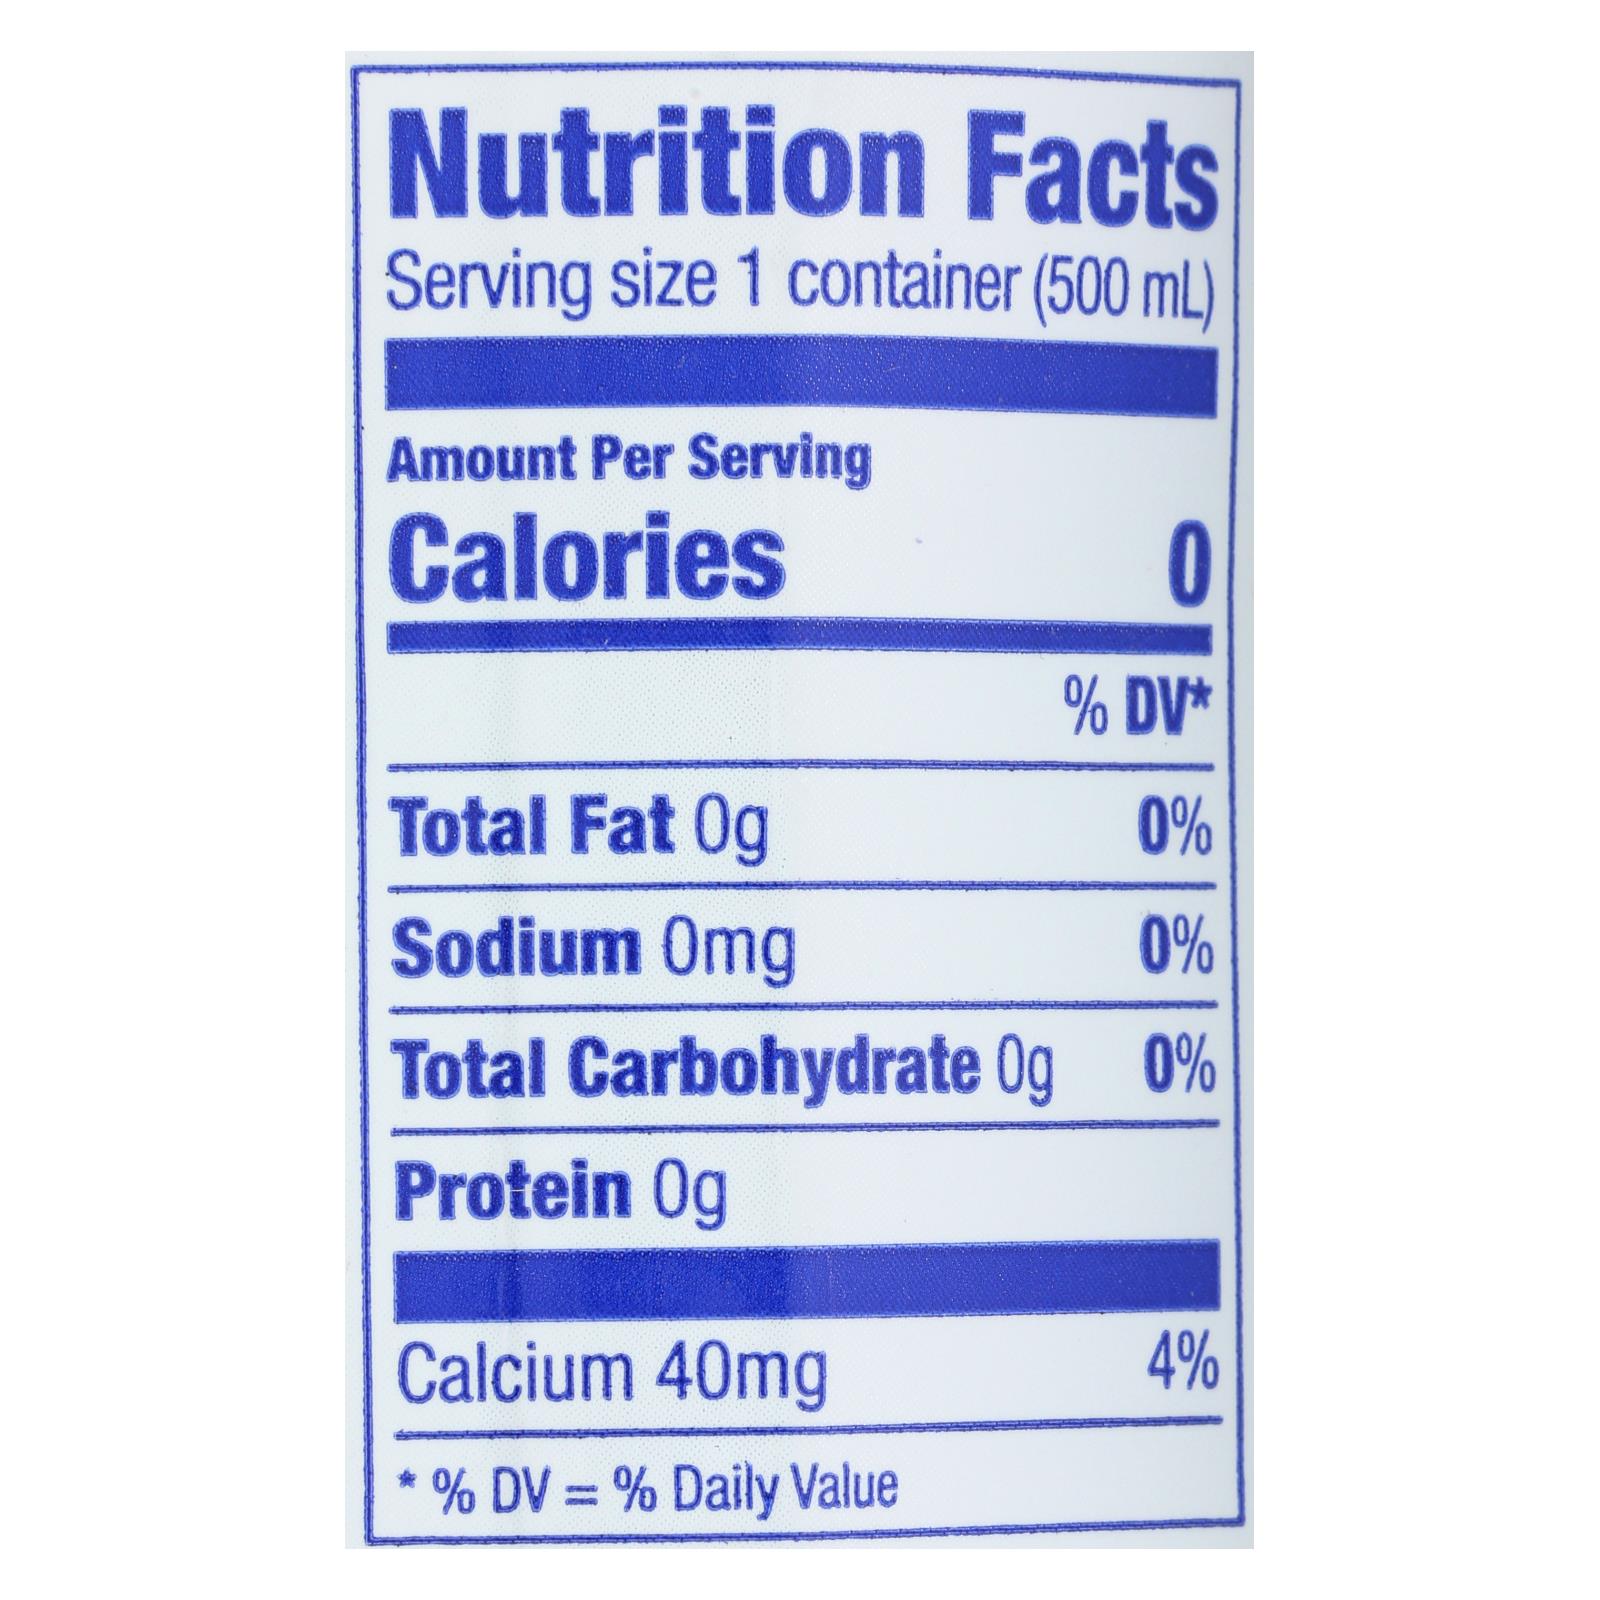 Nutrition Facts
Serving size 1 container (500 mL)
Amount Per Serving
Calories 0
% DV*
Total Fat 0g 0%
Sodium 0mg 0%
Total Carbohydrate 0g 0%
Protein 0g
Calcium 40mg 4%
* % DV = % Daily Value